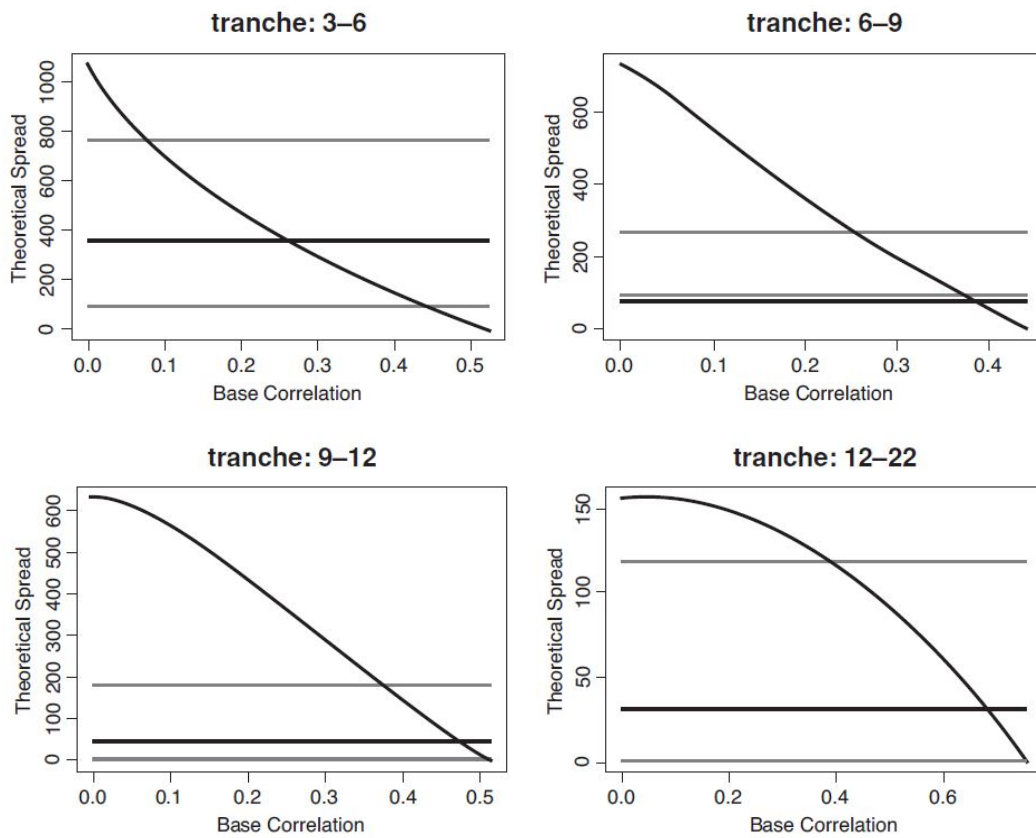 tranche: 3–6
Theoretical Spread
0 200 400 600 800 1000
0.0 0.1 0.2 0.3 0.4 0.5
Base Correlation
tranche: 6–9
Theoretical Spread
0 200 400 600
0.0 0.1 0.2 0.3 0.4
Base Correlation
tranche: 9–12
Theoretical Spread
0 100 200 300 400 500 600
0.0 0.1 0.2 0.3 0.4 0.5
Base Correlation
tranche: 12–22
Theoretical Spread
0 50 100 150
0.0 0.2 0.4 0.6
Base Correlation